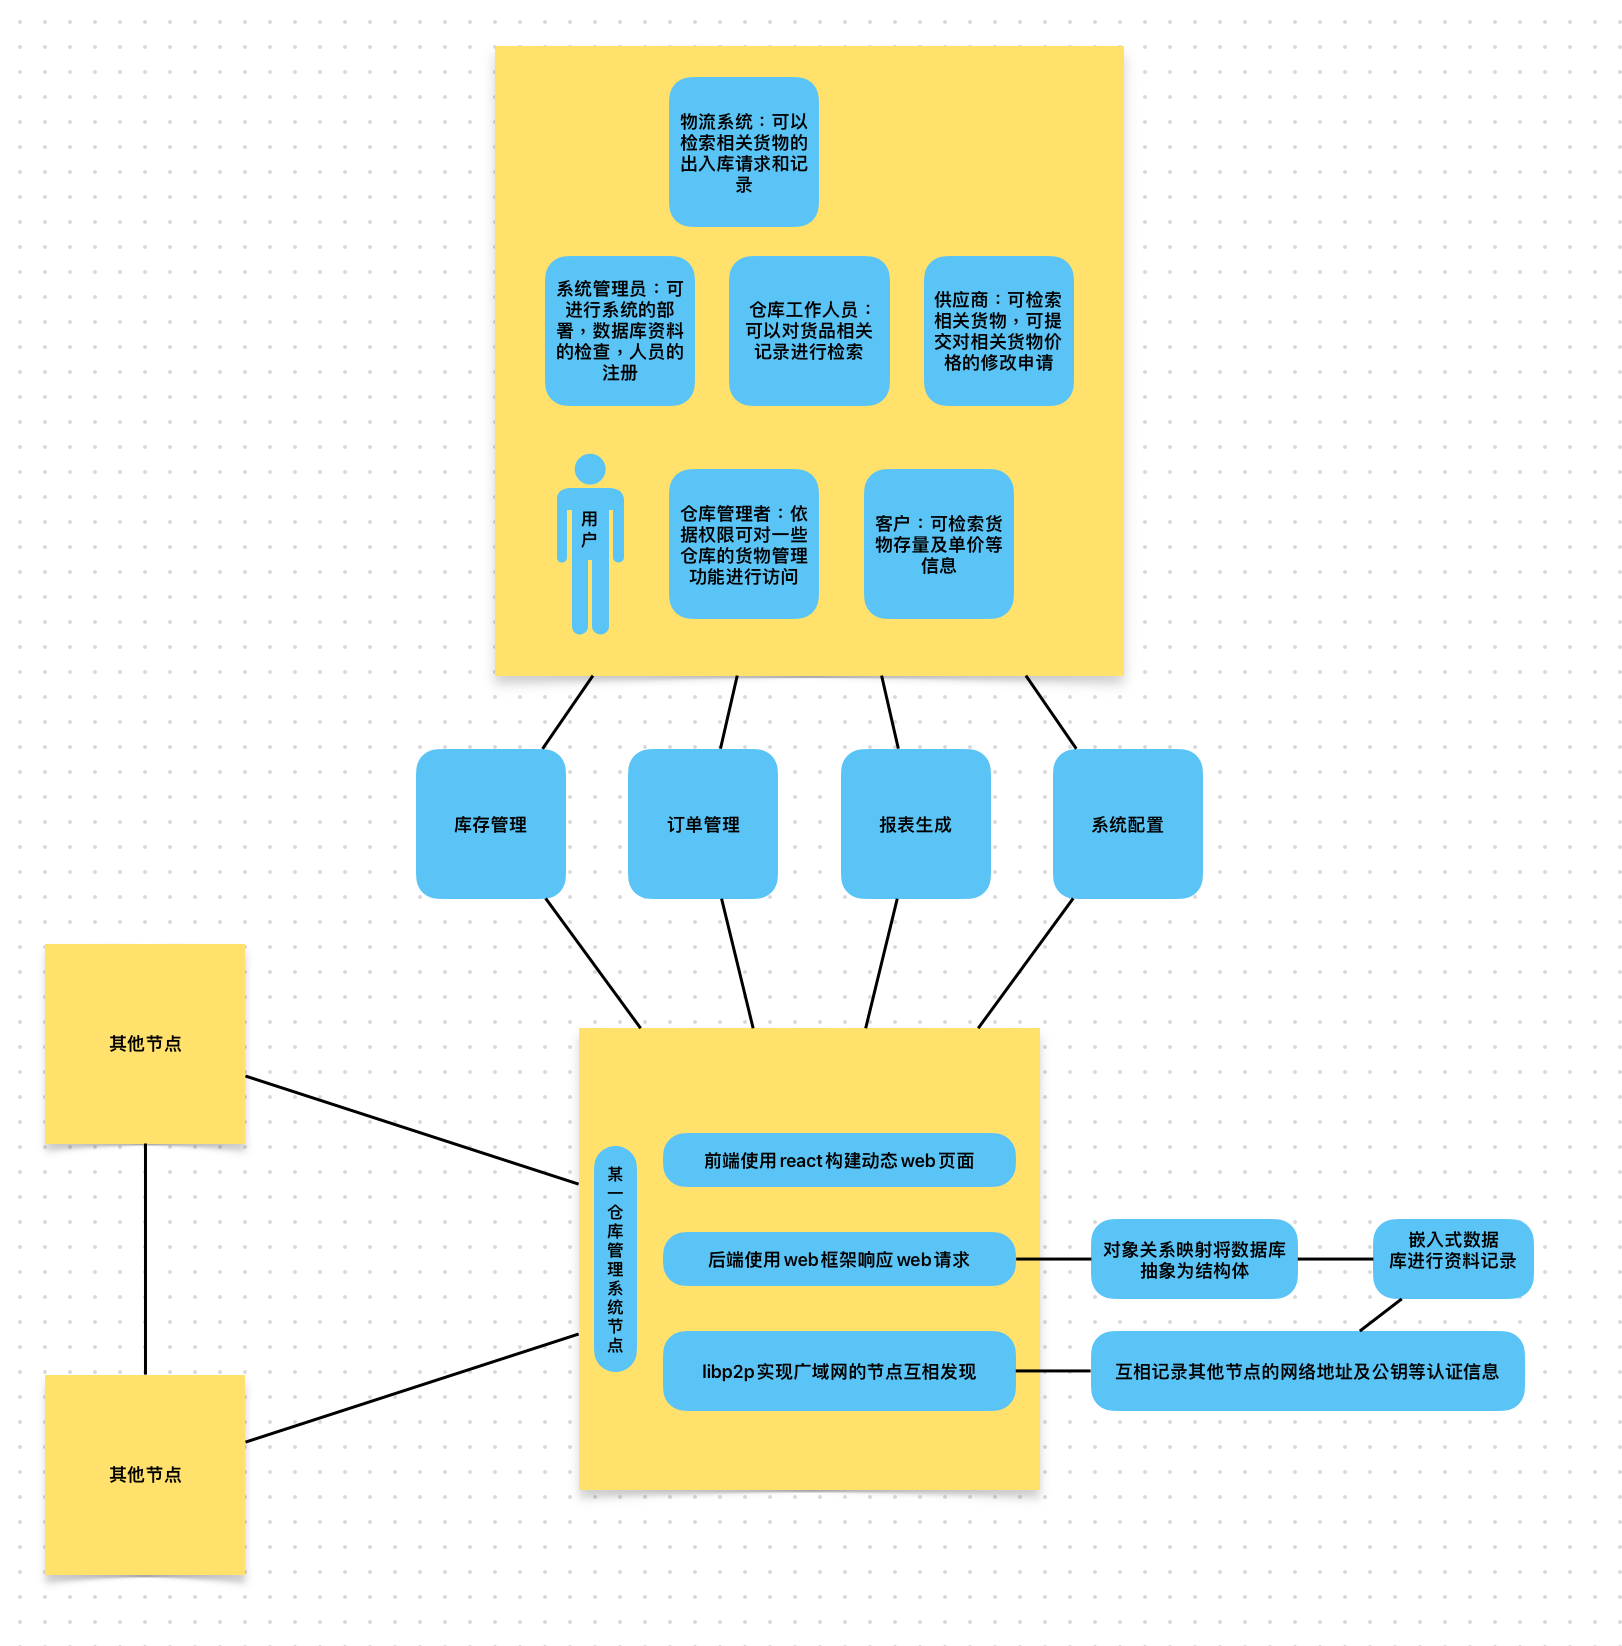 物流系统：可以
检索相关货物的
出入库请求和记
录
系统管理员：可
进行系统的部
署，数据库资料
的检查，人员的
注册
仓库工作人员：
可以对货品相关
记录进行检索
供应商：可检索
相关货物，可提
交对相关货物价
格的修改申请
用
户
仓库管理者：依
据权限可对一些
仓库的货物管理
功能进行访问
客户：可检索货
物存量及单价等
信息
库存管理
订单管理
报表生成
系统配置
其他节点
其他节点
某
一
仓
库
管
理
系
统
节
点
前端使用react构建动态web页面
后端使用web框架响应web请求
libp2p实现广域网的节点互相发现
对象关系映射将数据库
抽象为结构体
嵌入式数据
库进行资料记录
互相记录其他节点的网络地址及公钥等认证信息